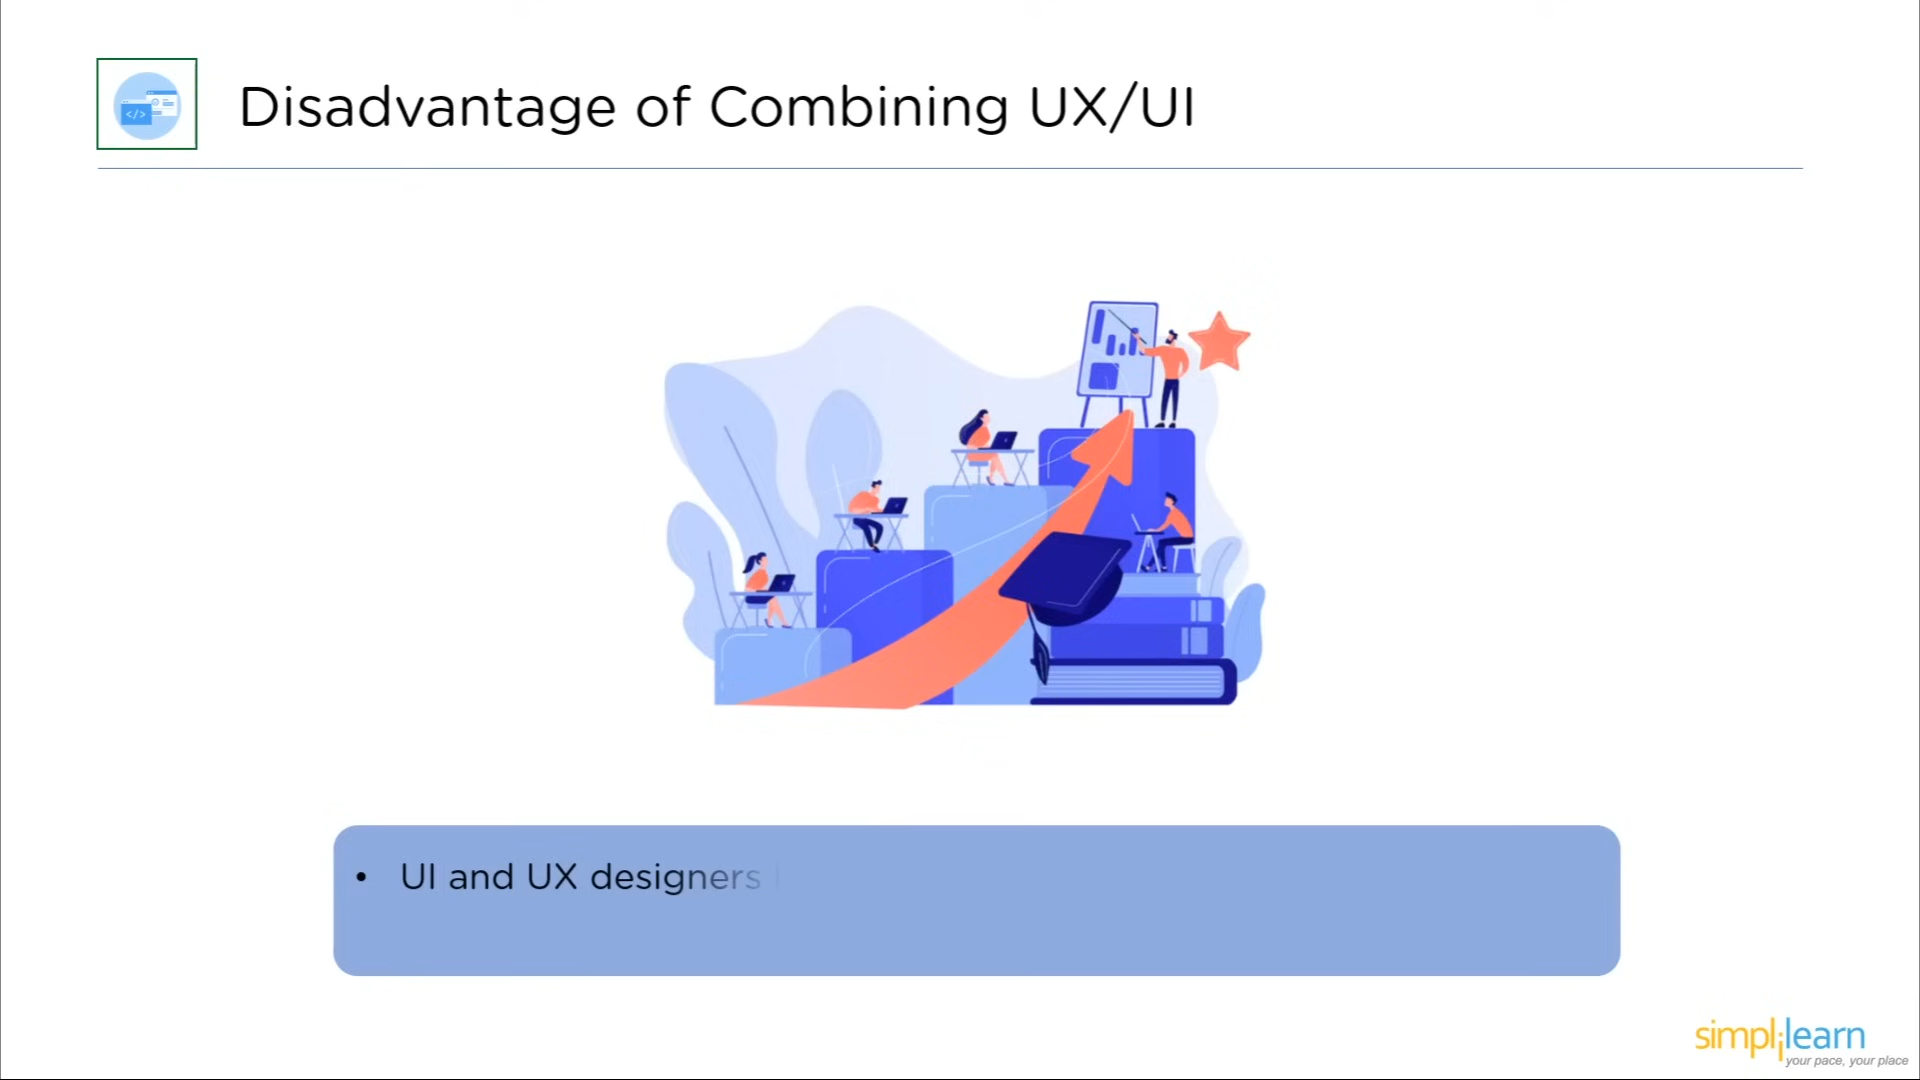 Disadvantage of Combining UX/UI
</>
• UI and UX designers
simplilearn
your pace, your place